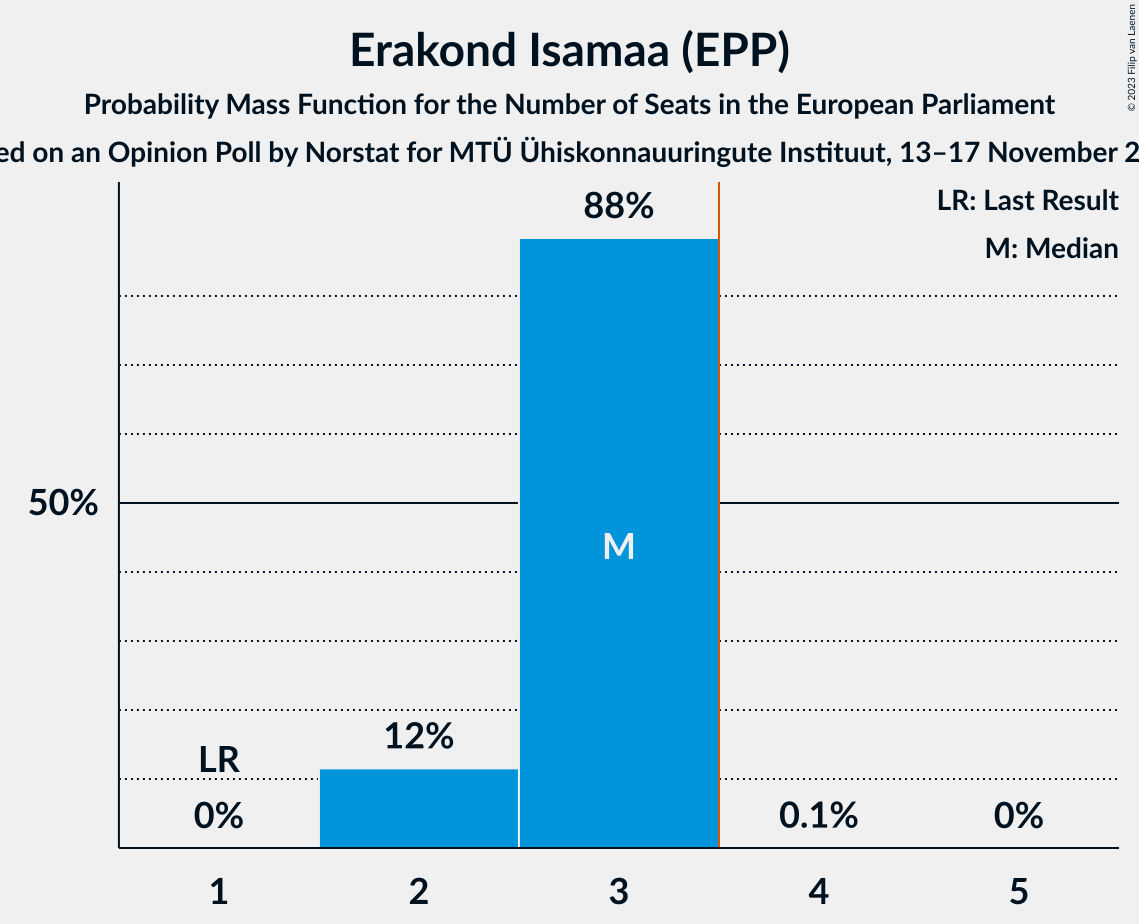 Erakond Isamaa (EPP)
Probability Mass Function for the Number of Seats in the European Parliament
on an Opinion Poll by Norstat for MTÜ Ühiskonnauuringute Instituut, 13–17 November
© 2023 Filip van Laenen
LR: Last Result
M: Median
88%
50%
M
12%
LR
0%
0.1%
0%
1
2
3
4
5